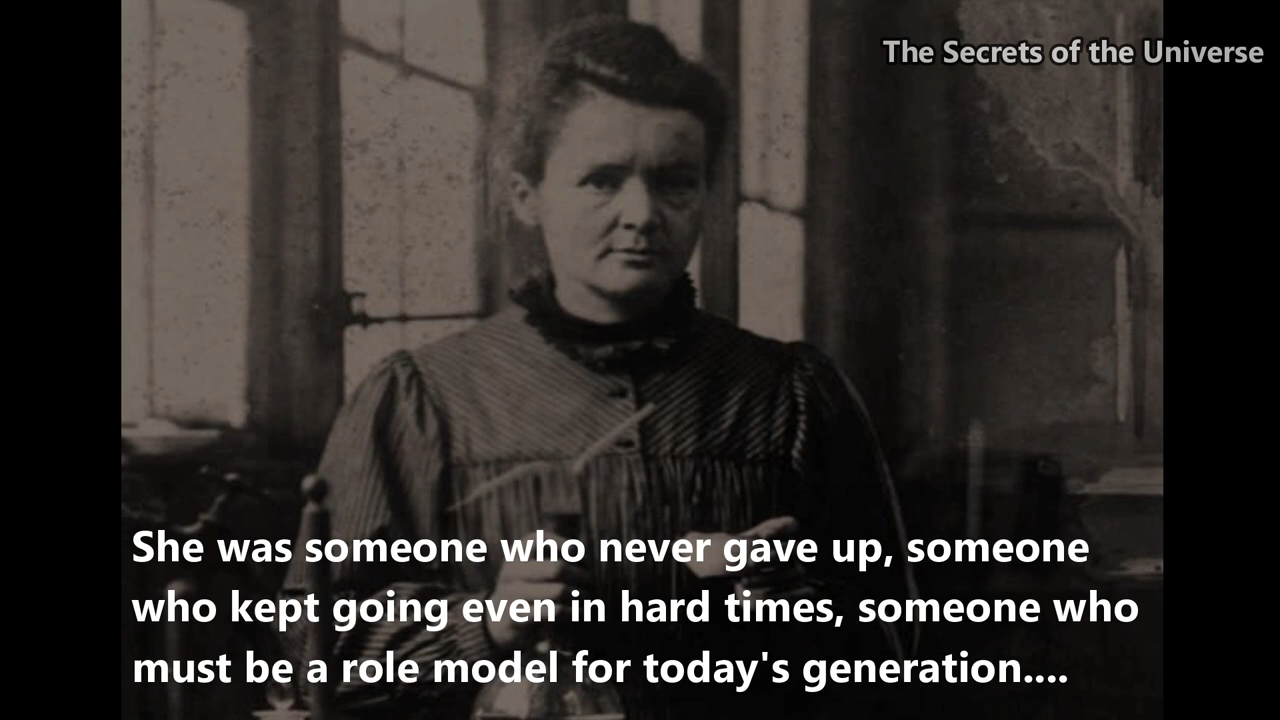 The Secrets of the Universe
She was someone who never gave up, someone
who kept going even in hard times, someone who
must be a role model for today's generation....